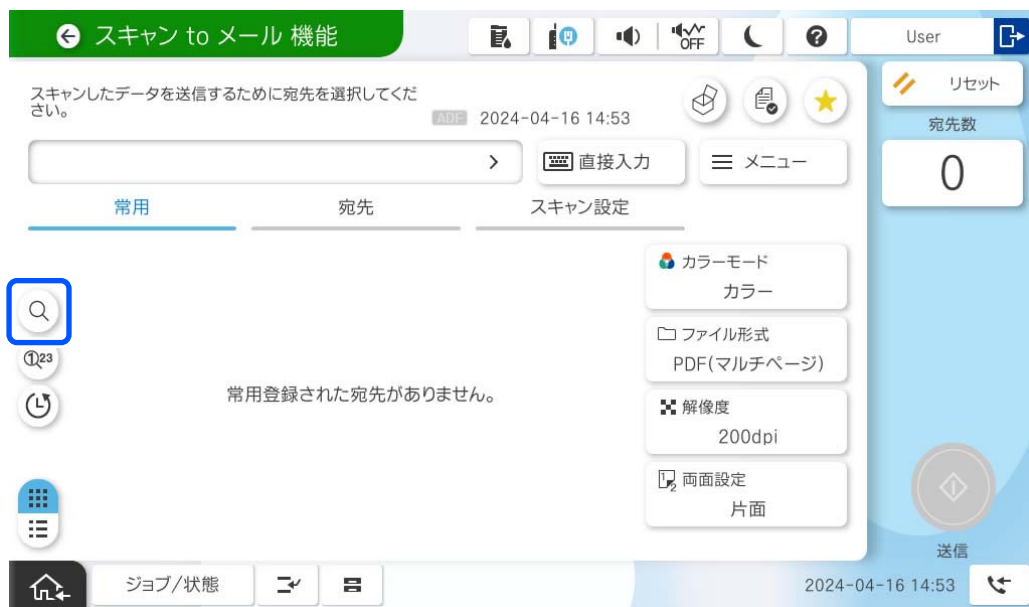 スキャン to メール 機能
OFF
User
スキャンしたデータを送信するために宛先を選択してくだ
さい。
ADF 2024-04-16 14:53
リセット
宛先数
0
直接入力
メニュー
常用 宛先 スキャン設定
カラーモード
カラー
ファイル形式
PDF(マルチページ)
123
常用登録された宛先がありません。
解像度
200dpi
両面設定
片面
送信
ジョブ/状態
2024-04-16 14:53